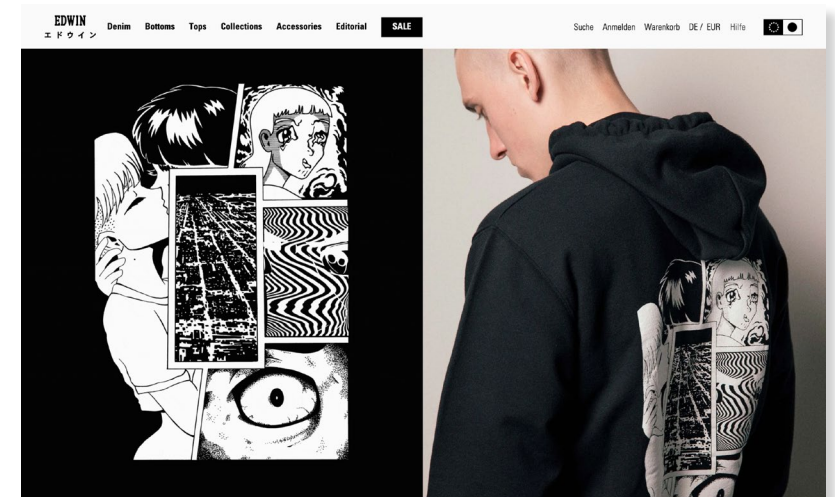 EDWIN
エドウイン
Denim Bottoms Tops Collections Accessories Editorial SALE
Suche Anmelden Warenkorb DE / EUR Hilfe